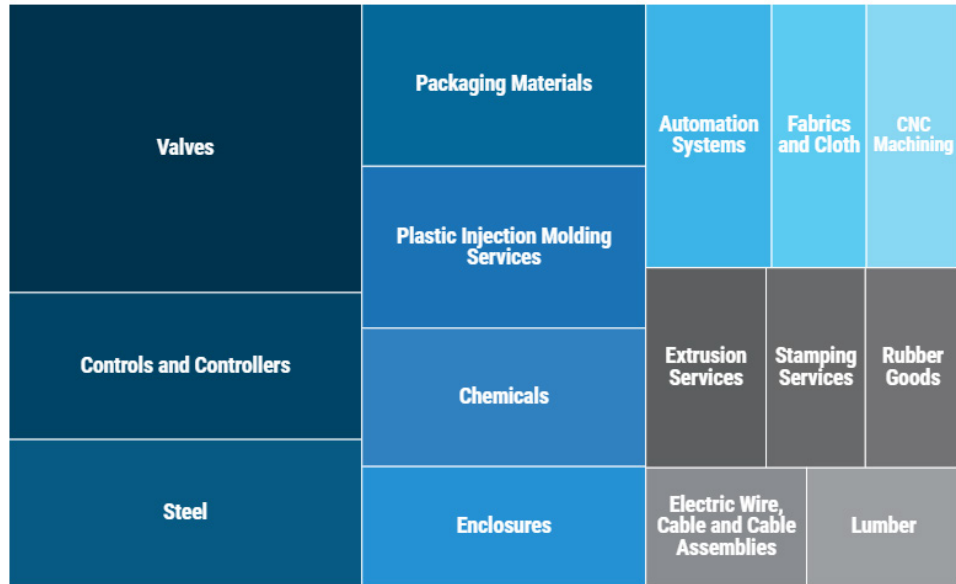 Valves
Controls and Controllers
Steel
Packaging Materials
Plastic Injection Molding
Services
Chemicals
Enclosures
Automation
Systems
Fabrics
and Cloth
CNC
Machining
Extrusion
Services
Stamping
Services
Rubber
Goods
Electric Wire,
Cable and Cable
Assemblies
Lumber